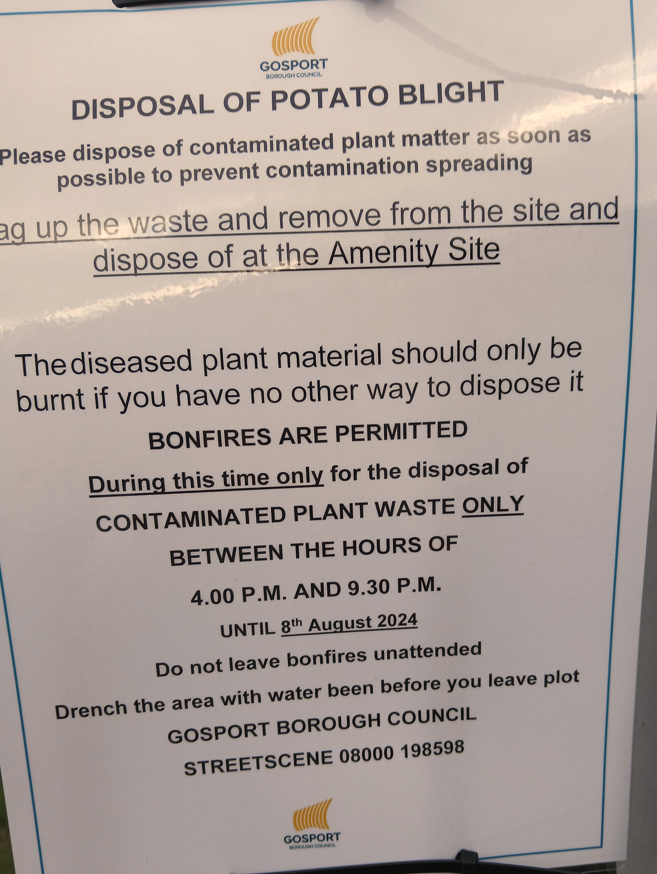 GOSPORT
BOROUGH COUNCIL
DISPOSAL OF POTATO BLIGHT
Please dispose of contaminated plant matter as soon as
possible to prevent contamination spreading
ag up the waste and remove from the site and
dispose of at the Amenity Site
The diseased plant material should only be
burnt if you have no other way to dispose it
BONFIRES ARE PERMITTED
During this time only for the disposal of
CONTAMINATED PLANT WASTE ONLY
BETWEEN THE HOURS OF
4.00 P.M. AND 9.30 P.M.
UNTIL 8th August 2024
Do not leave bonfires unattended
Drench the area with water been before you leave plot
GOSPORT BOROUGH COUNCIL
STREETSCENE 08000 198598
GOSPORT
BOROUGH COUNCIL